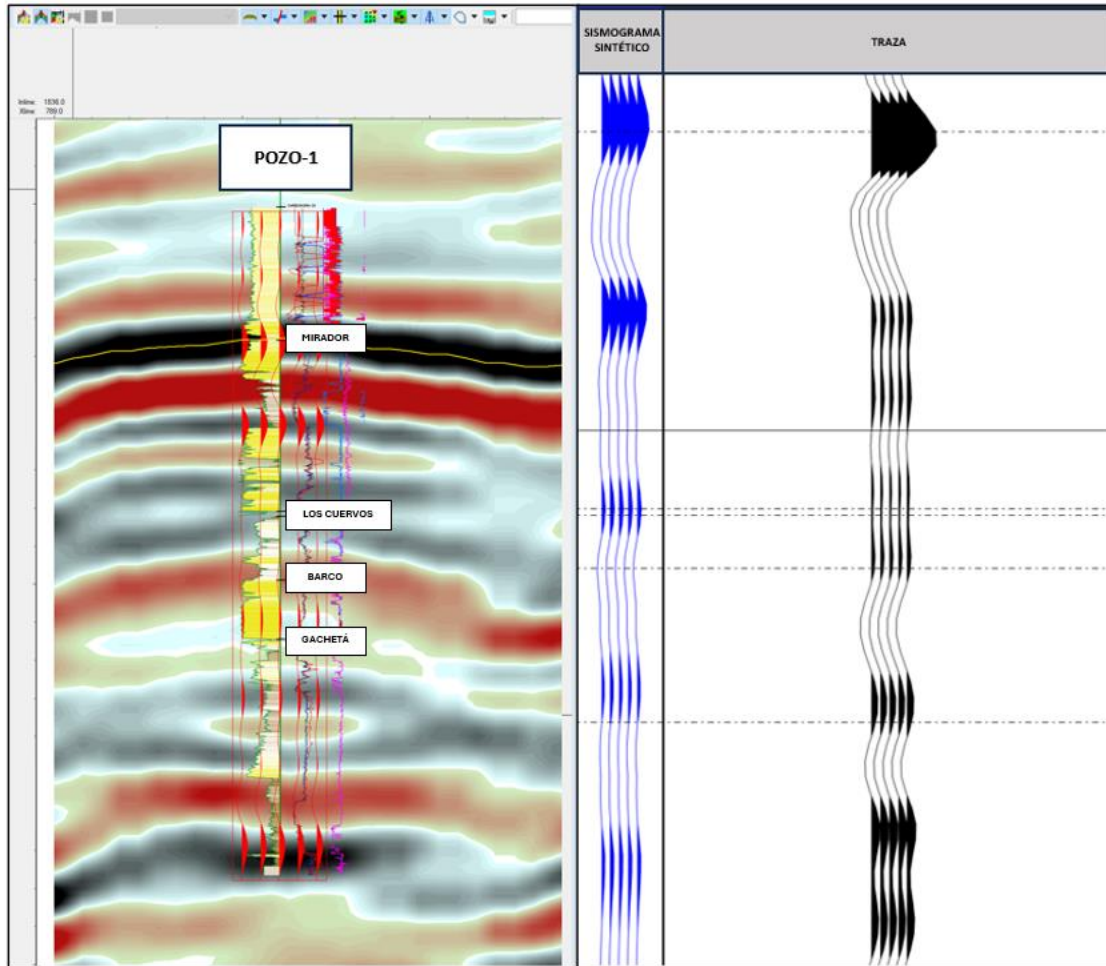 SISMOGRAMA
SINTÉTICO
TRAZA
Inline: 1836.0
Xline: 789.0
POZO-1
MIRADOR
LOS CUERVOS
BARCO
GACHETÁ